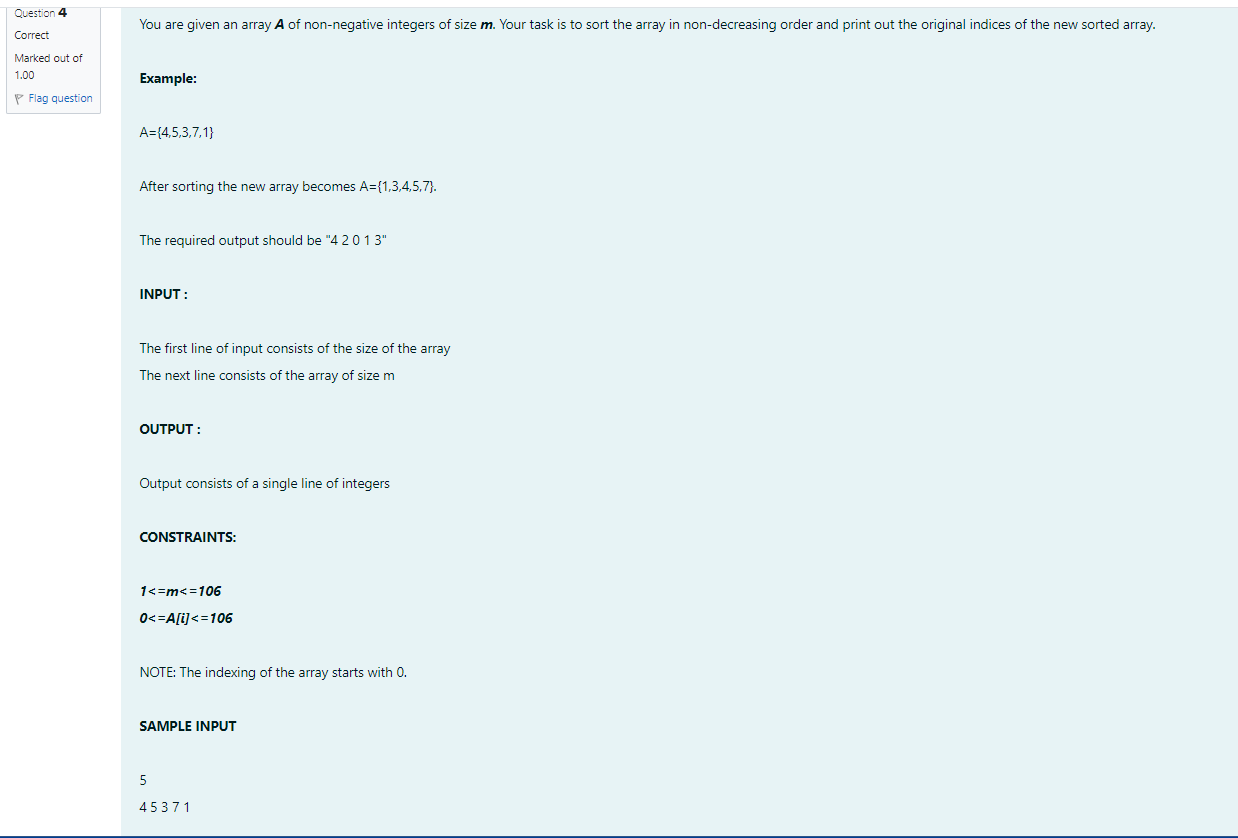 Question 4
Correct
Marked out of
1.00
Flag question
You are given an array A of non-negative integers of size m. Your task is to sort the array in non-decreasing order and print out the original indices of the new sorted array.
Example:
A={4,5,3,7,1}
After sorting the new array becomes A={1,3,4,5,7}.
The required output should be "4 2 0 1 3"
INPUT :
The first line of input consists of the size of the array
The next line consists of the array of size m
OUTPUT :
Output consists of a single line of integers
CONSTRAINTS:
1<=m<=106
0<=A[i]<=106
NOTE: The indexing of the array starts with 0.
SAMPLE INPUT
5
4 5 3 7 1